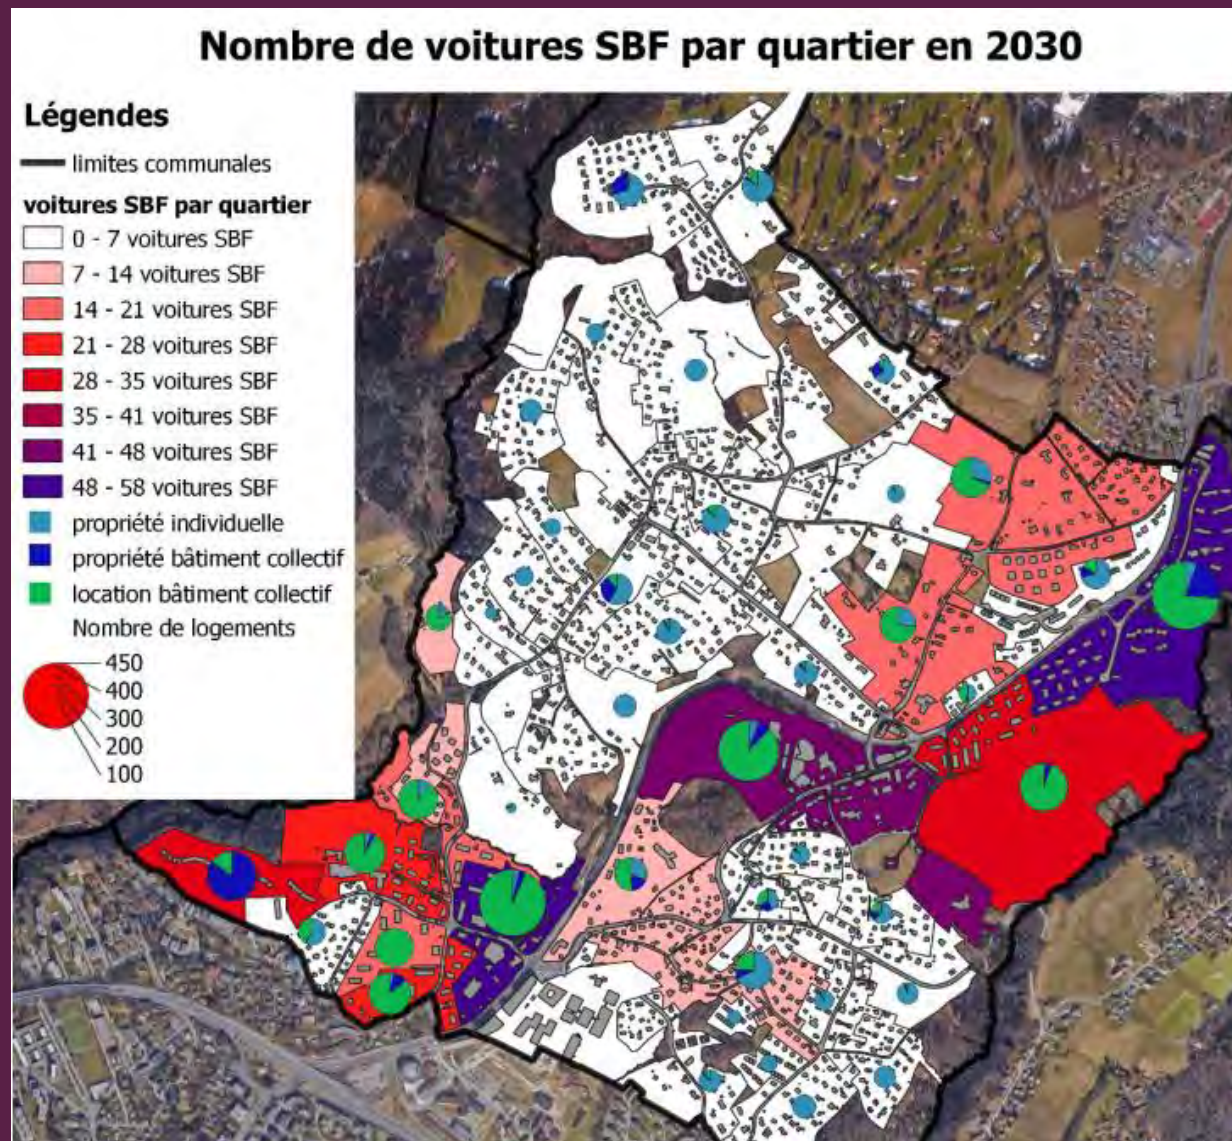 Nombre de voitures SBF par quartier en 2030
Légendes
limites communales
voitures SBF par quartier
0 - 7 voitures SBF
7 - 14 voitures SBF
14 - 21 voitures SBF
21 - 28 voitures SBF
28 - 35 voitures SBF
35 - 41 voitures SBF
41 - 48 voitures SBF
48 - 58 voitures SBF
propriété individuelle
propriété bâtiment collectif
location bâtiment collectif
Nombre de logements
450
400
300
200
100